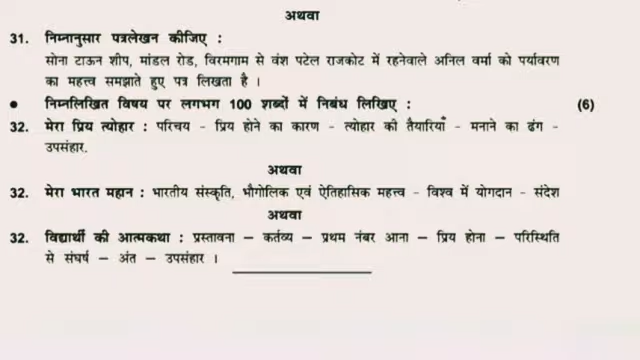 अथवा
31. निम्नानुसार पत्रलेखन कीजिए :
सोना टाऊन शीप, मांडल रोड, विरमगाम से वंश पटेल राजकोट में रहनेवाले अनिल वर्मा को पर्यावरण
का महत्त्व समझाते हुए पत्र लिखता है ।
● निम्नलिखित विषय पर लगभग 100 शब्दों में निबंध लिखिए : (6)
32. मेरा प्रिय त्योहार : परिचय - प्रिय होने का कारण - त्योहार की तैयारियाँ - मनाने का ढंग -
उपसंहार.
अथवा
32. मेरा भारत महान : भारतीय संस्कृति, भौगोलिक एवं ऐतिहासिक महत्त्व - विश्व में योगदान - संदेश
अथवा
32. विद्यार्थी की आत्मकथा : प्रस्तावना – कर्तव्य – प्रथम नंबर आना – प्रिय होना – परिस्थिति
से संघर्ष – अंत – उपसंहार ।